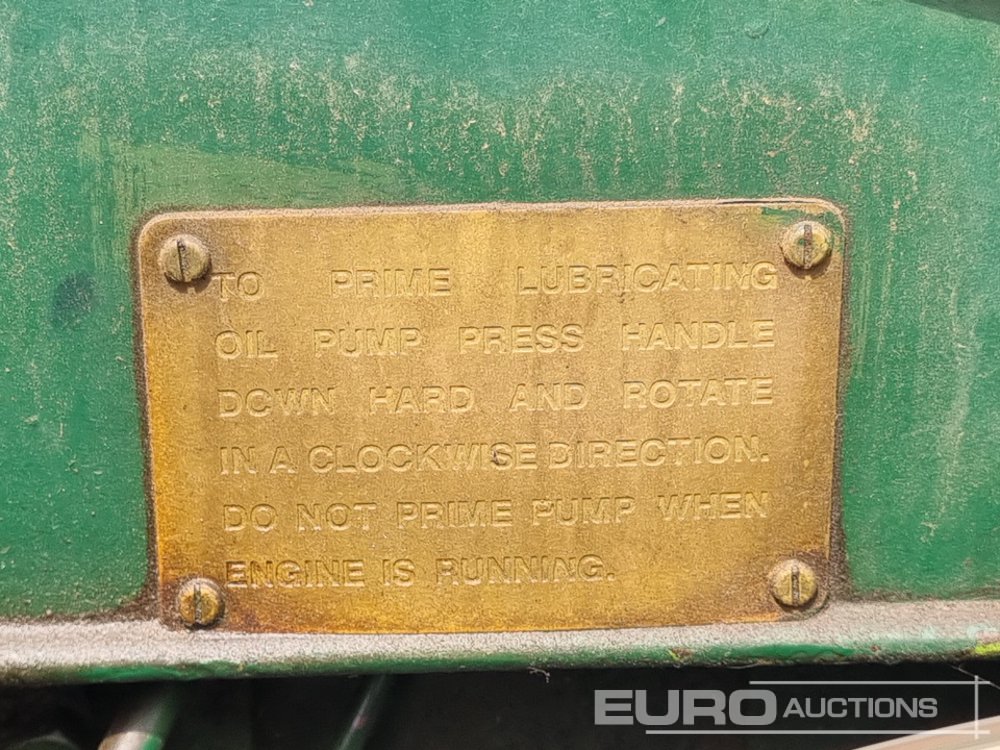 TO PRIME LUBRICATING
OIL PUMP PRESS HANDLE
DOWN HARD AND ROTATE
IN A CLOCKWISE DIRECTION.
DO NOT PRIME PUMP WHEN
ENGINE IS RUNNING.
EURO AUCTIONS